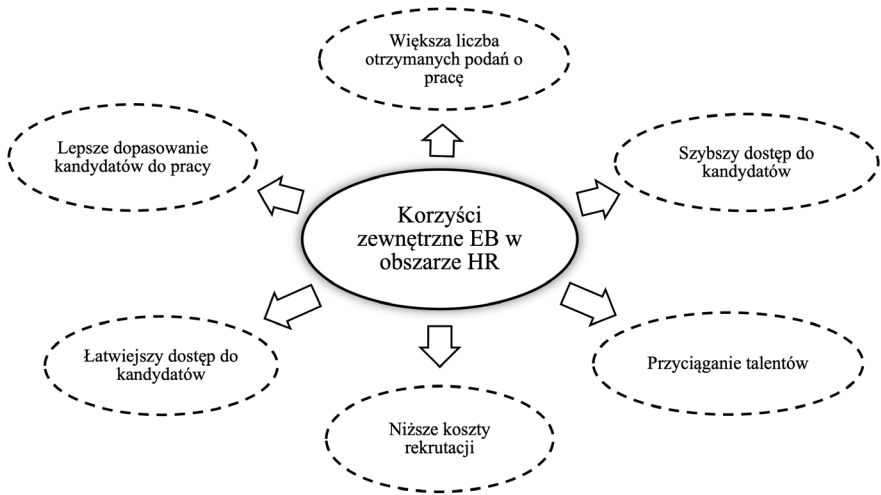 Większa liczba
otrzymanych podań o
pracę
Lepsze dopasowanie
kandydatów do pracy
Szybszy dostęp do
kandydatów
Korzyści
zewnętrzne EB w
obszarze HR
Łatwiejszy dostęp do
kandydatów
Przyciąganie talentów
Niższe koszty
rekrutacji